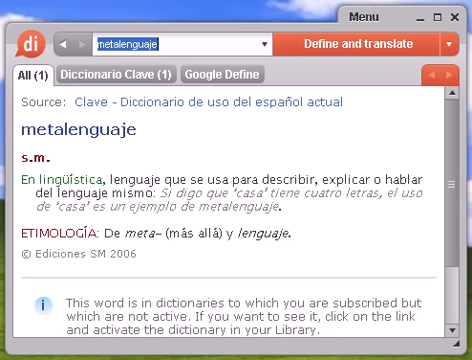 Menu
di
metalenguaje
Define and translate
All (1)
Diccionario Clave (1)
Google Define
Source: Clave - Diccionario de uso del español actual
metalenguaje
s.m.
En lingüística, lenguaje que se usa para describir, explicar o hablar
del lenguaje mismo: Si digo que ‘casa’ tiene cuatro letras, el uso
de ‘casa’ es un ejemplo de metalenguaje.
ETIMOLOGÍA: De meta– (más allá) y lenguaje.
© Ediciones SM 2006
i
This word is in dictionaries to which you are subscribed but
which are not active. If you want to see it, click on the link
and activate the dictionary in your Library.